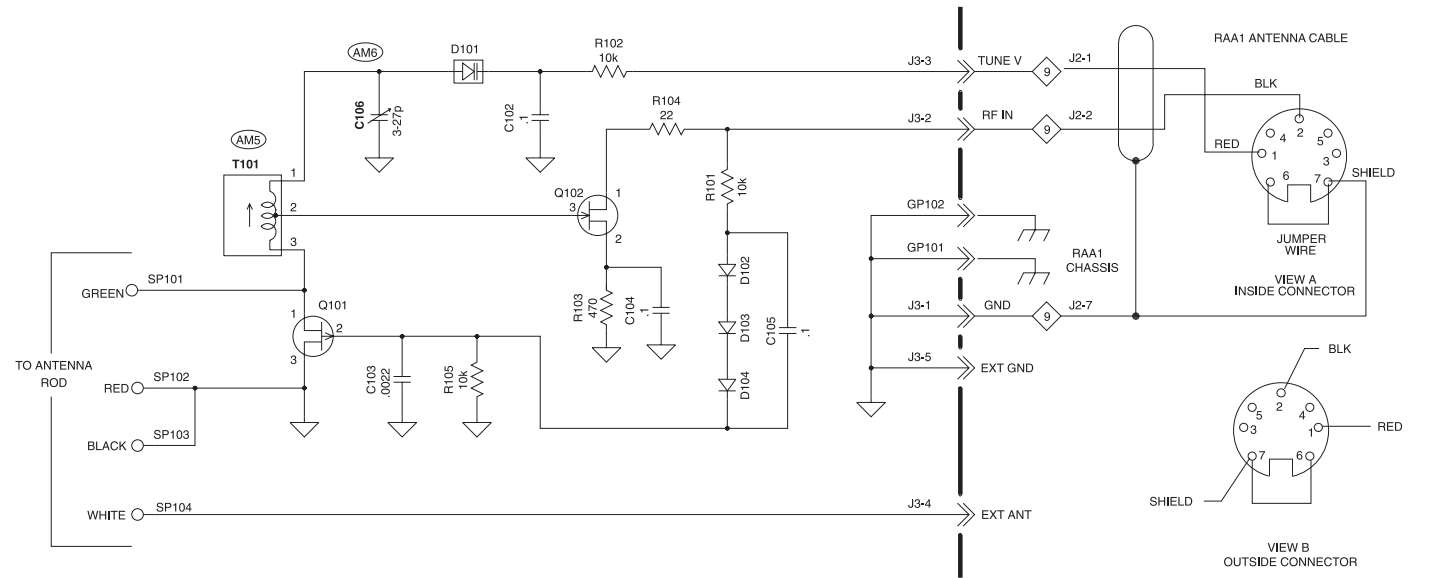 RAA1 ANTENNA CABLE
AM6
D101
R102
10k
J3-3
TUNE V
9
J2-1
BLK
C106
3-27p
C102
.1
R104
22
J3-2
RF IN
9
J2-2
2
4
5
RED
1
3
6
7
SHIELD
AM5
T101
1
2
3
Q102
1
3
2
R101
10k
GP102
GP101
RAA1
CHASSIS
JUMPER
WIRE
VIEW A
INSIDE CONNECTOR
SP101
GREEN
D102
R103
470
C104
.1
Q101
1
2
3
D103
C105
.1
J3-1
GND
9
J2-7
TO ANTENNA
ROD
C103
.0022
R105
10k
D104
J3-5
EXT GND
BLK
RED
SP102
BLACK
SP103
2
5
4
3
1
RED
7
6
SHIELD
WHITE
SP104
J3-4
EXT ANT
VIEW B
OUTSIDE CONNECTOR